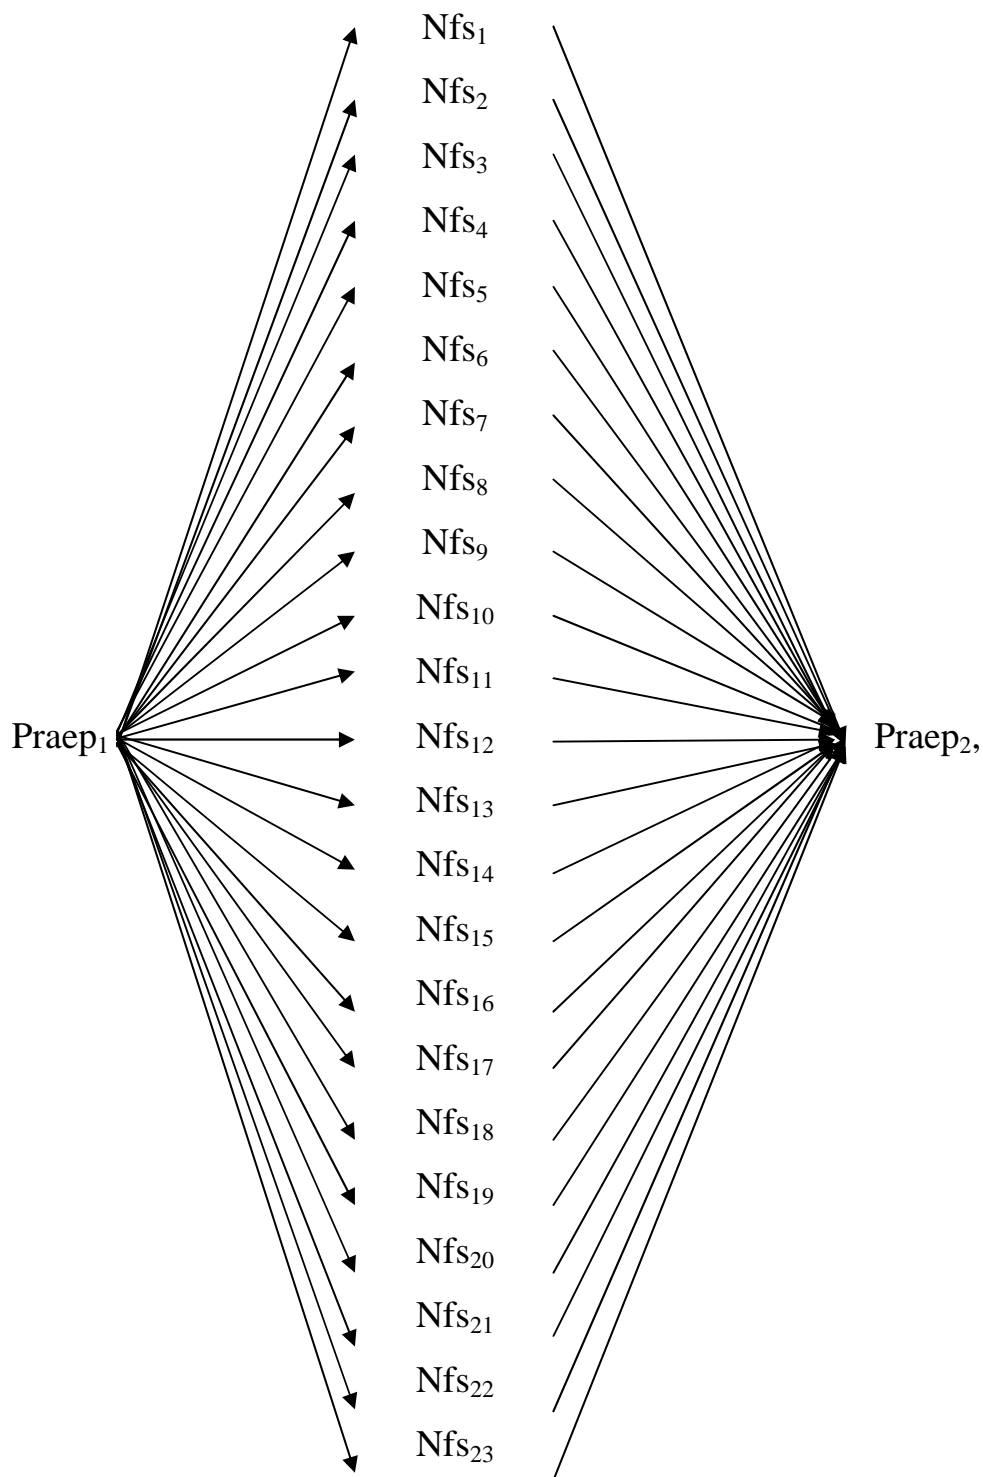 Nfs₁
Nfs₂
Nfs₃
Nfs₄
Nfs₅
Nfs₆
Nfs₇
Nfs₈
Nfs₉
Nfs₁₀
Nfs₁₁
Praep₁ Nfs₁₂ Praep₂,
Nfs₁₃
Nfs₁₄
Nfs₁₅
Nfs₁₆
Nfs₁₇
Nfs₁₈
Nfs₁₉
Nfs₂₀
Nfs₂₁
Nfs₂₂
Nfs₂₃